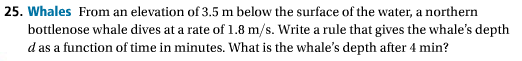 25. Whales From an elevation of 3.5 m below the surface of the water, a northern
bottlenose whale dives at a rate of 1.8 m/s. Write a rule that gives the whale's depth
d as a function of time in minutes. What is the whale's depth after 4 min?